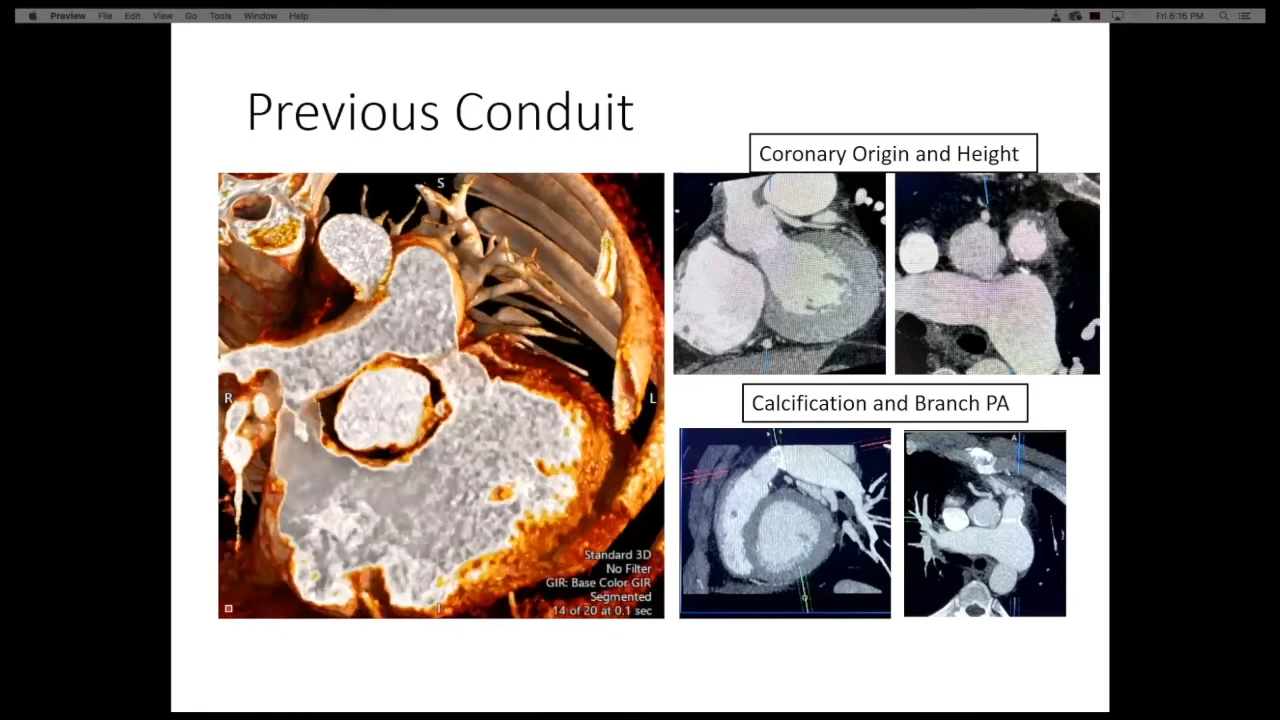 Preview File Edit View Go Tools Window Help Fri 6:16 PM
Previous Conduit
Coronary Origin and Height
S
R
L
Standard 3D
No Filter
GIR: Base Color GIR
Segmented
14 of 20 at 0.1 sec
I
Calcification and Branch PA
A